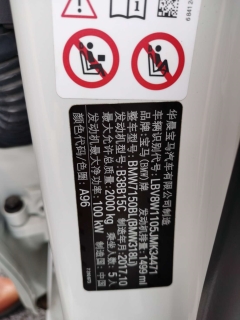 华晨宝马汽车有限公司制造
车辆识别代号: LBV8W3105JMK34471
品牌: 宝马(BMW)牌 发动机排量: 1499 ml
整车型号: BMW7150BL(BMW318Li)
发动机型号: B38B15C 制造年月: 2017.10
最大允许总质量: 2000 kg 乘坐人数: 5人
发动机最大净功率: 100 kW 制造国: 中国
颜色代码/色漆: A96